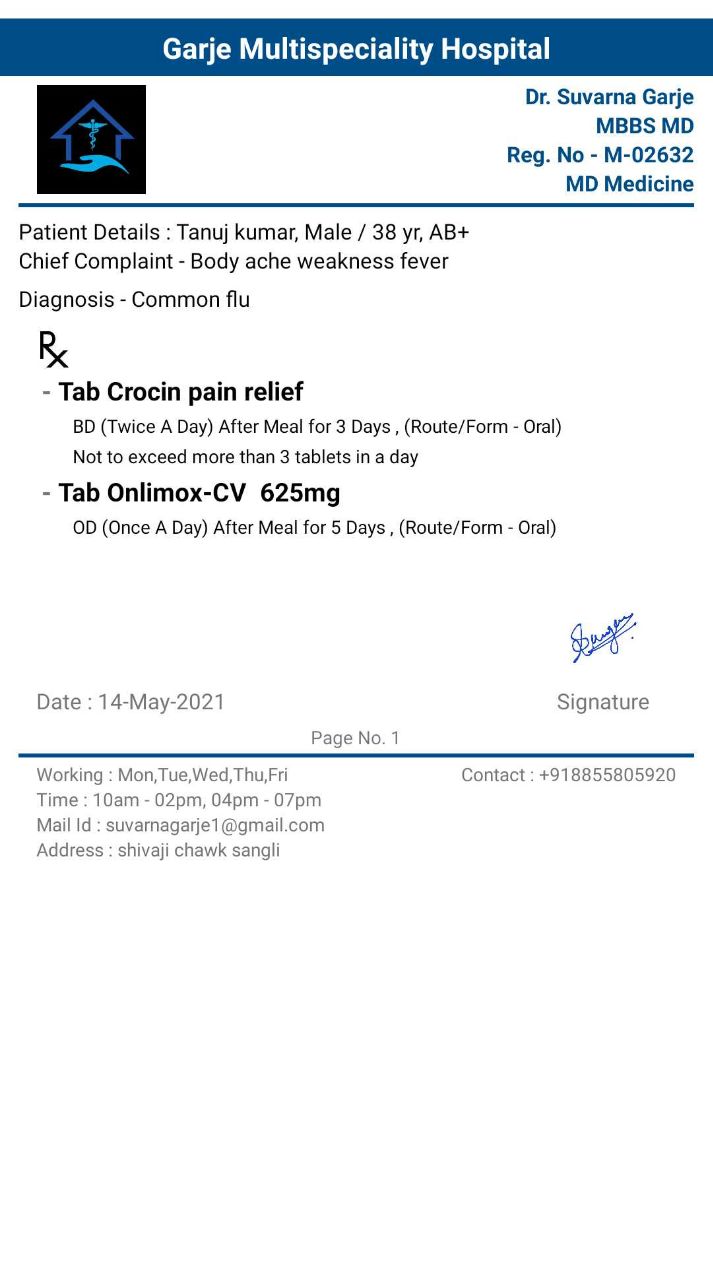 Garje Multispeciality Hospital
Dr. Suvarna Garje
MBBS MD
Reg. No - M-02632
MD Medicine
Patient Details : Tanuj kumar, Male / 38 yr, AB+
Chief Complaint - Body ache weakness fever
Diagnosis - Common flu
Rx
- Tab Crocin pain relief
BD (Twice A Day) After Meal for 3 Days , (Route/Form - Oral)
Not to exceed more than 3 tablets in a day
- Tab Onlimox-CV 625mg
OD (Once A Day) After Meal for 5 Days , (Route/Form - Oral)
Date : 14-May-2021
Signature
Page No. 1
Working : Mon,Tue,Wed,Thu,Fri
Contact : +918855805920
Time : 10am - 02pm, 04pm - 07pm
Mail Id : suvarnagarje1@gmail.com
Address : shivaji chawk sangli